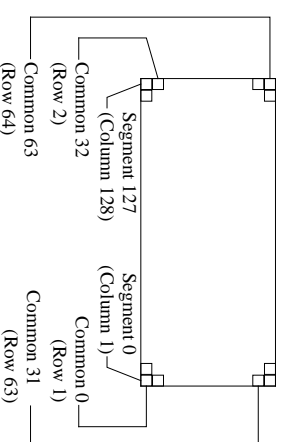 Segment 127
(Column 128)
Segment 0
(Column 1)
Common 32
(Row 2)
Common 0
(Row 1)
Common 63
(Row 64)
Common 31
(Row 63)